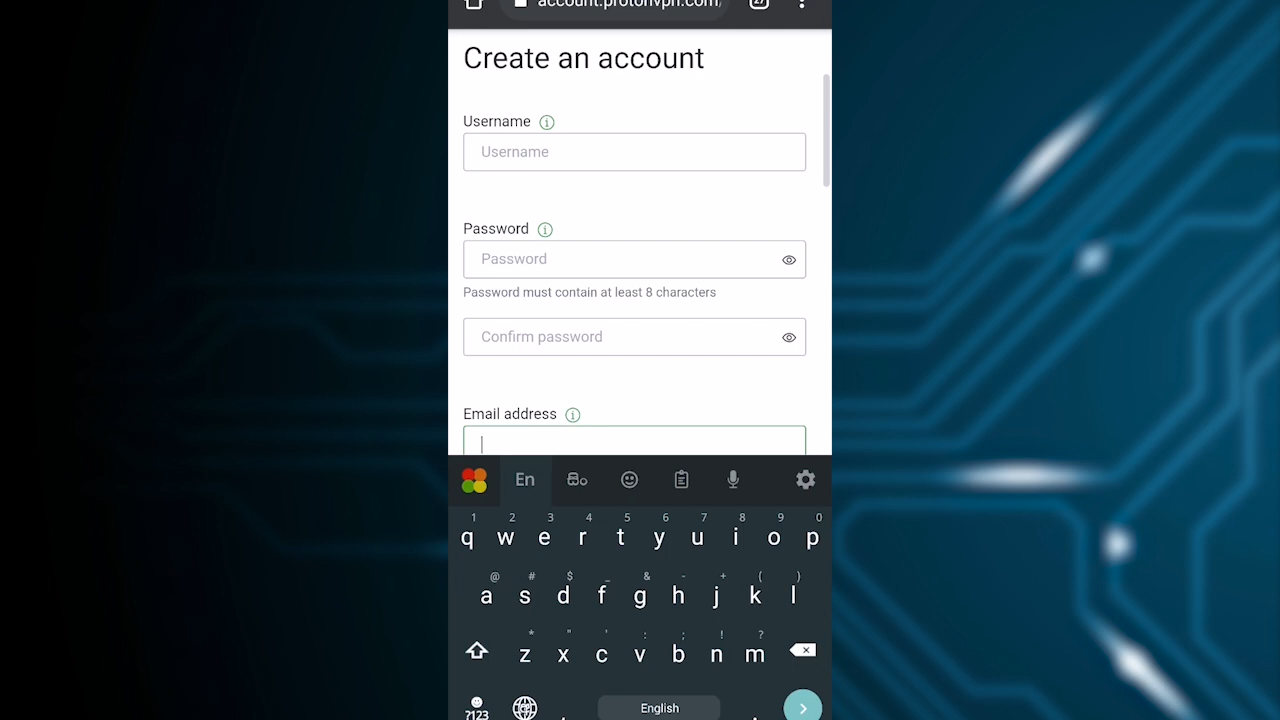 account.protonvpn.com/
27
Create an account
Username
Username
Password
Password
Password must contain at least 8 characters
Confirm password
Email address
En
1 2 3 4 5 6 7 8 9 0
q w e r t y u i o p
@ # $ _ & - + ( )
a s d f g h j k l
* " ' : ; ! ?
z x c v b n m
?123 , English .